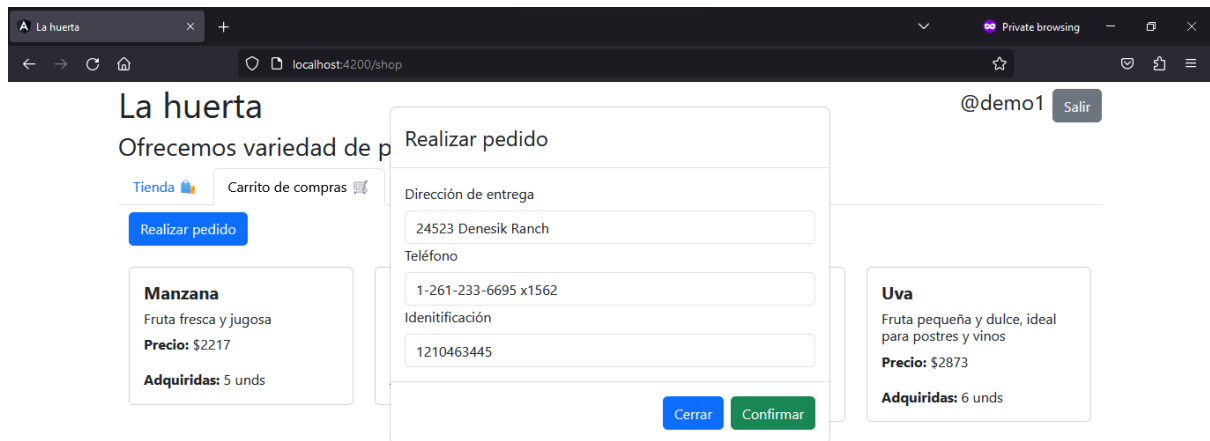 La huerta
Private browsing
localhost:4200/shop
La huerta
@demo1 Salir
Ofrecemos variedad de p
Tienda
Carrito de compras
Realizar pedido
Realizar pedido
Dirección de entrega
24523 Denesik Ranch
Teléfono
1-261-233-6695 x1562
Idenitificación
1210463445
Cerrar
Confirmar
Manzana
Fruta fresca y jugosa
Precio: $2217
Adquiridas: 5 unds
Uva
Fruta pequeña y dulce, ideal
para postres y vinos
Precio: $2873
Adquiridas: 6 unds